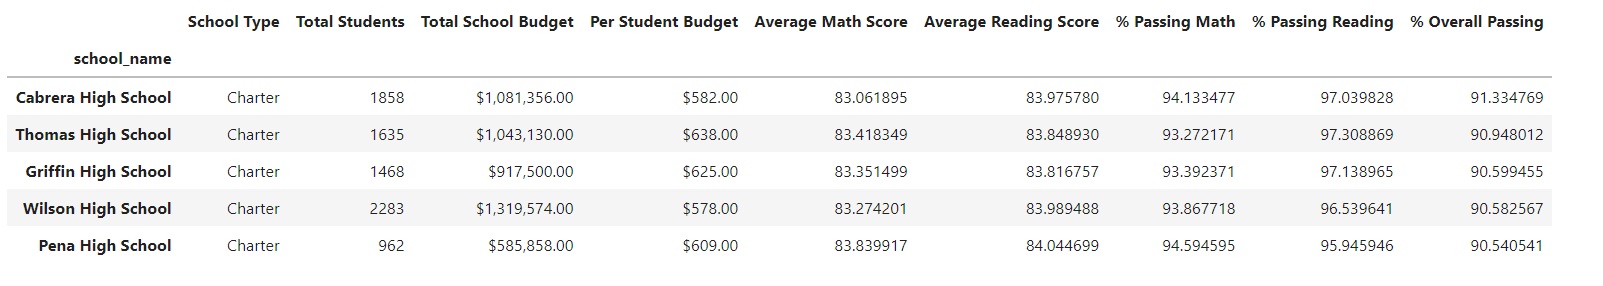 School Type Total Students Total School Budget Per Student Budget Average Math Score Average Reading Score % Passing Math % Passing Reading % Overall Passing
school_name
Cabrera High School Charter 1858 $1,081,356.00 $582.00 83.061895 83.975780 94.133477 97.039828 91.334769
Thomas High School Charter 1635 $1,043,130.00 $638.00 83.418349 83.848930 93.272171 97.308869 90.948012
Griffin High School Charter 1468 $917,500.00 $625.00 83.351499 83.816757 93.392371 97.138965 90.599455
Wilson High School Charter 2283 $1,319,574.00 $578.00 83.274201 83.989488 93.867718 96.539641 90.582567
Pena High School Charter 962 $585,858.00 $609.00 83.839917 84.044699 94.594595 95.945946 90.540541